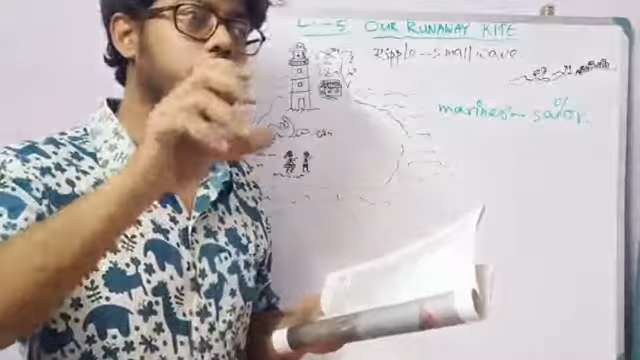 L-5 OUR RUNAWAY KITE
Ripple - small wave
mariner - sailor.